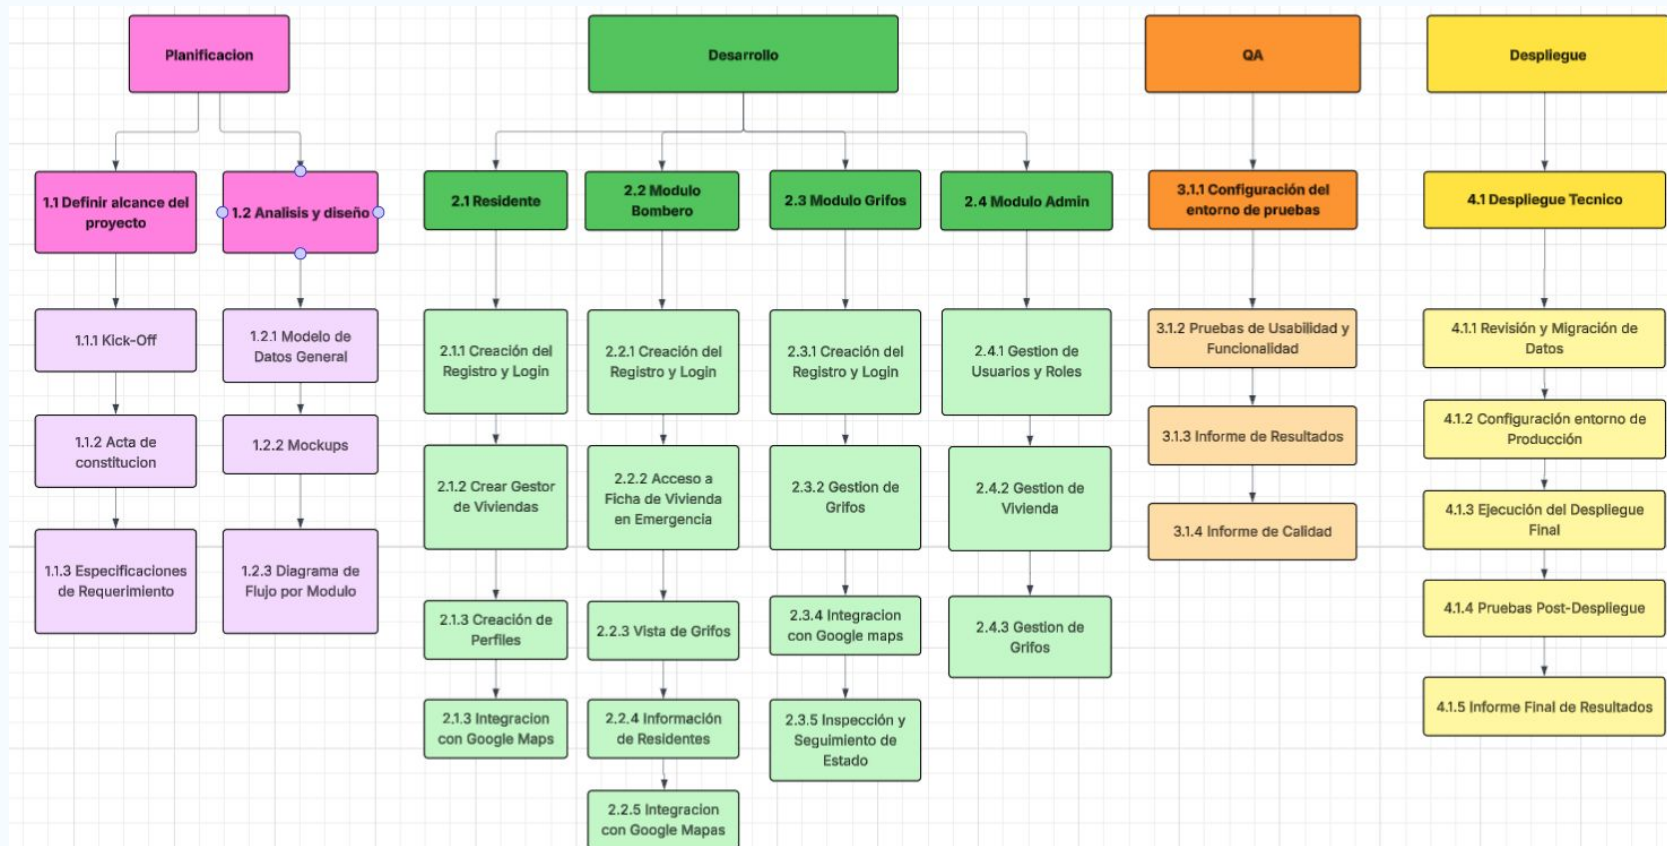 Planificacion
Desarrollo
QA
Despliegue
1.1 Definir alcance del
proyecto
1.2 Analisis y diseño
2.1 Residente
2.2 Modulo
Bombero
2.3 Modulo Grifos
2.4 Modulo Admin
3.1.1 Configuración del
entorno de pruebas
4.1 Despliegue Tecnico
1.1.1 Kick-Off
1.1.2 Acta de
constitucion
1.1.3 Especificaciones
de Requerimiento
1.2.1 Modelo de
Datos General
1.2.2 Mockups
1.2.3 Diagrama de
Flujo por Modulo
2.1.1 Creación del
Registro y Login
2.1.2 Crear Gestor
de Viviendas
2.1.3 Creación de
Perfiles
2.1.3 Integracion
con Google Maps
2.2.1 Creación del
Registro y Login
2.2.2 Acceso a
Ficha de Vivienda
en Emergencia
2.2.3 Vista de Grifos
2.2.4 Información
de Residentes
2.2.5 Integracion
con Google Mapas
2.3.1 Creación del
Registro y Login
2.3.2 Gestion de
Grifos
2.3.4 Integracion
con Google maps
2.3.5 Inspección y
Seguimiento de
Estado
2.4.1 Gestion de
Usuarios y Roles
2.4.2 Gestion de
Vivienda
2.4.3 Gestion de
Grifos
3.1.2 Pruebas de Usabilidad y
Funcionalidad
3.1.3 Informe de Resultados
3.1.4 Informe de Calidad
4.1.1 Revisión y Migración de
Datos
4.1.2 Configuración entorno de
Producción
4.1.3 Ejecución del Despliegue
Final
4.1.4 Pruebas Post-Despliegue
4.1.5 Informe Final de Resultados